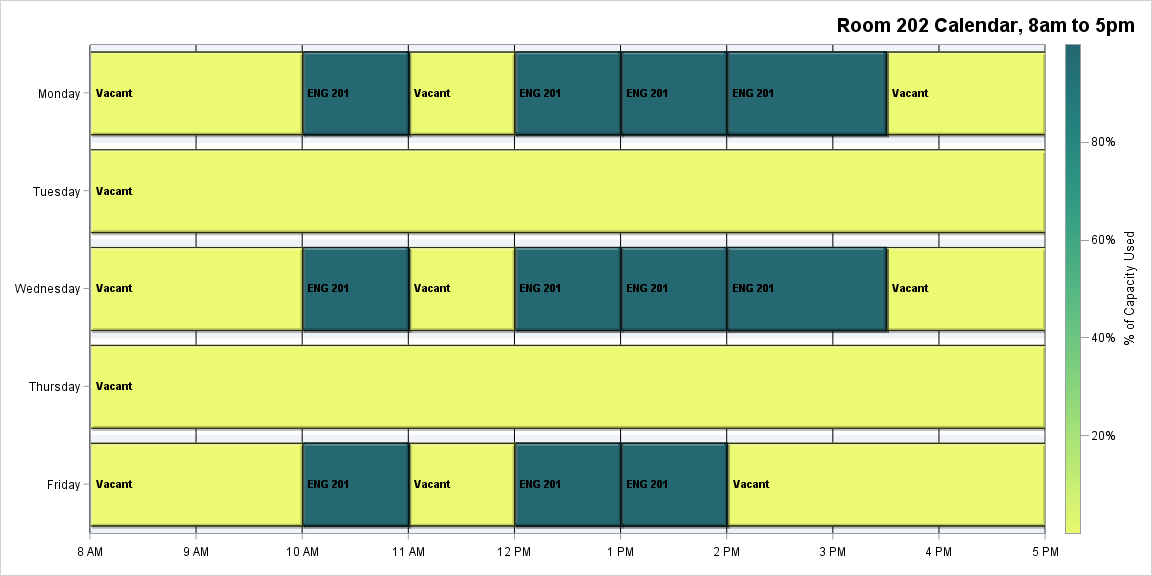 Room 202 Calendar, 8am to 5pm
Monday
Vacant ENG 201 Vacant ENG 201 ENG 201 ENG 201 Vacant
Tuesday
Vacant
Wednesday
Vacant ENG 201 Vacant ENG 201 ENG 201 ENG 201 Vacant
Thursday
Vacant
Friday
Vacant ENG 201 Vacant ENG 201 ENG 201 Vacant
8 AM 9 AM 10 AM 11 AM 12 PM 1 PM 2 PM 3 PM 4 PM 5 PM
80%
60%
40%
20%
% of Capacity Used